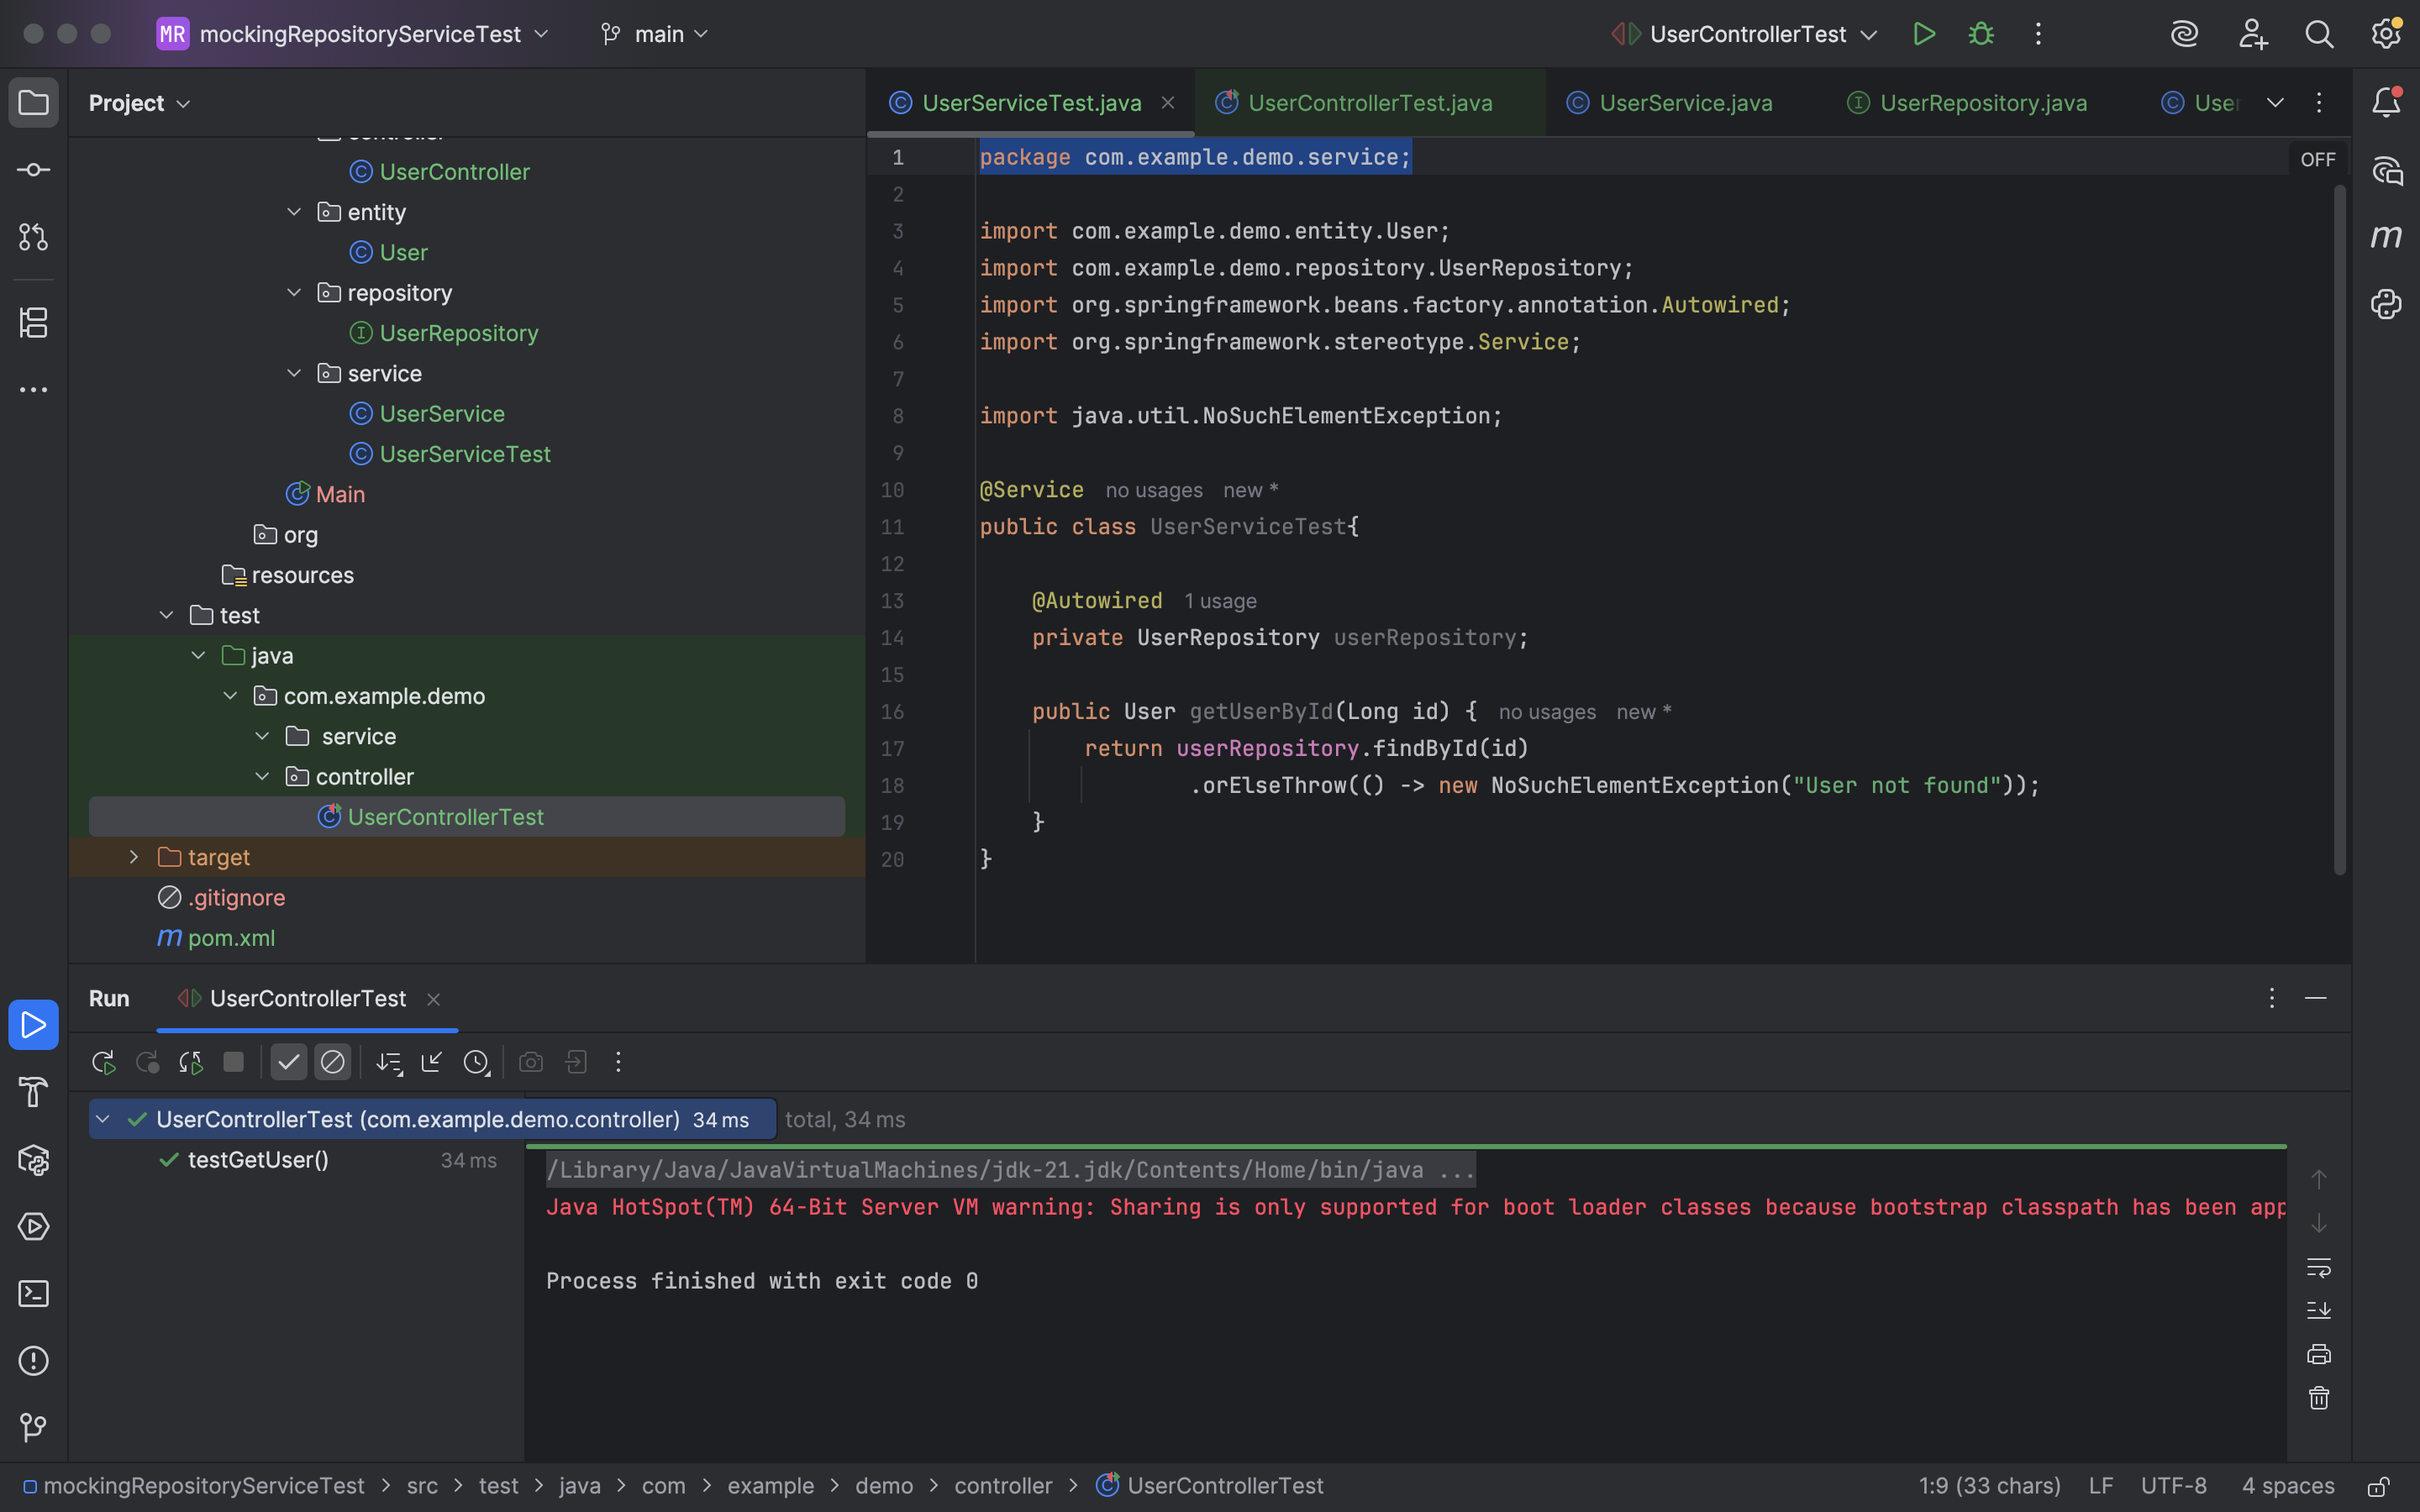 MR mockingRepositoryServiceTest main UserControllerTest
Project
UserServiceTest.java UserControllerTest.java UserService.java UserRepository.java User
controller
UserController
entity
User
repository
UserRepository
service
UserService
UserServiceTest
Main
org
resources
test
java
com.example.demo
service
controller
UserControllerTest
target
.gitignore
m pom.xml
OFF
1 package com.example.demo.service;
2
3 import com.example.demo.entity.User;
4 import com.example.demo.repository.UserRepository;
5 import org.springframework.beans.factory.annotation.Autowired;
6 import org.springframework.stereotype.Service;
7
8 import java.util.NoSuchElementException;
9
10 @Service no usages new *
11 public class UserServiceTest{
12
13 @Autowired 1 usage
14 private UserRepository userRepository;
15
16 public User getUserById(Long id) { no usages new *
17 return userRepository.findById(id)
18 .orElseThrow(() -> new NoSuchElementException("User not found"));
19 }
20 }
Run UserControllerTest
UserControllerTest (com.example.demo.controller) 34 ms total, 34 ms
testGetUser() 34 ms
/Library/Java/JavaVirtualMachines/jdk-21.jdk/Contents/Home/bin/java ...
Java HotSpot(TM) 64-Bit Server VM warning: Sharing is only supported for boot loader classes because bootstrap classpath has been app
Process finished with exit code 0
mockingRepositoryServiceTest > src > test > java > com > example > demo > controller > UserControllerTest
1:9 (33 chars) LF UTF-8 4 spaces